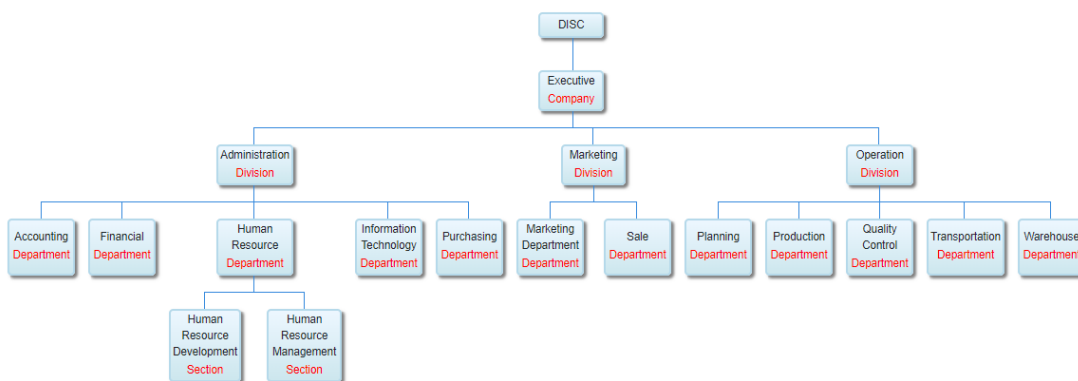 DISC
Executive
Company
Administration
Division
Marketing
Division
Operation
Division
Accounting
Department
Financial
Department
Human
Resource
Department
Information
Technology
Department
Purchasing
Department
Marketing
Department
Department
Sale
Department
Planning
Department
Production
Department
Quality
Control
Department
Transportation
Department
Warehouse
Department
Human
Resource
Development
Section
Human
Resource
Management
Section